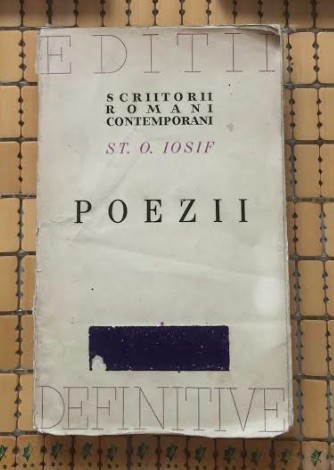 EDITII
SCRIITORII
ROMANI
CONTEMPORANI
ST. O. IOSIF
POEZII
DEFINITIVE